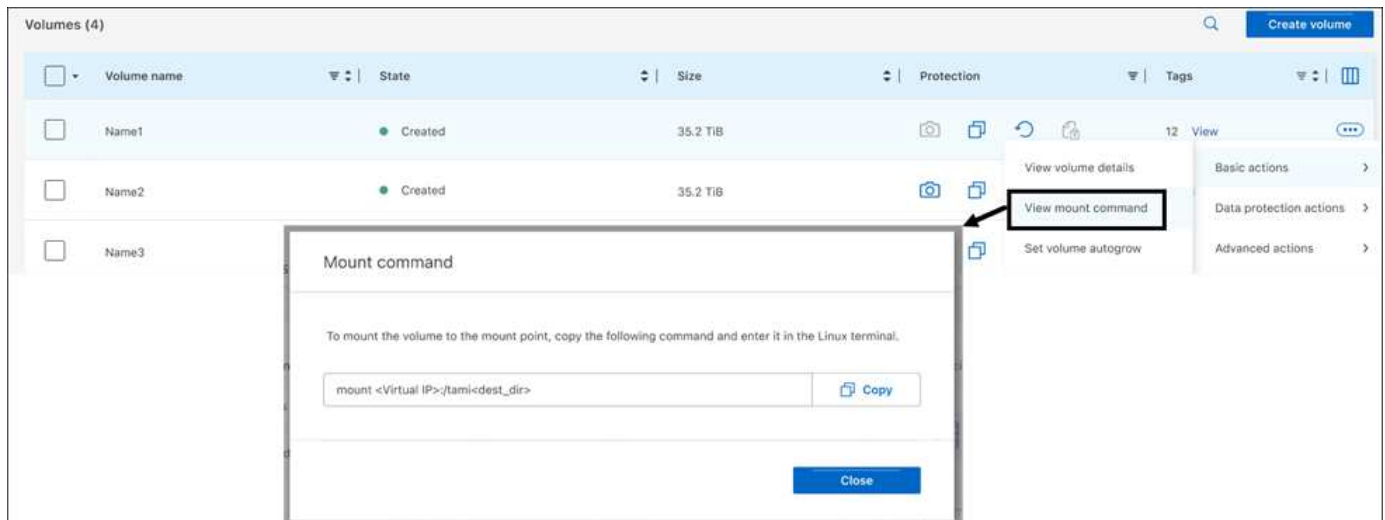 Volumes (4)
Create volume
Volume name State Size Protection Tags
Name1 Created 35.2 TiB 12 View
View volume details Basic actions
Name2 Created 35.2 TiB
View mount command Data protection actions
Name3
Set volume autogrow Advanced actions
Mount command
To mount the volume to the mount point, copy the following command and enter it in the Linux terminal.
mount <Virtual IP>:/tami<dest_dir> Copy
Close